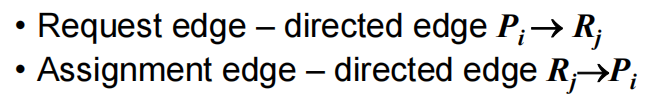 • Request edge – directed edge Pi → Rj
• Assignment edge – directed edge Rj→Pi